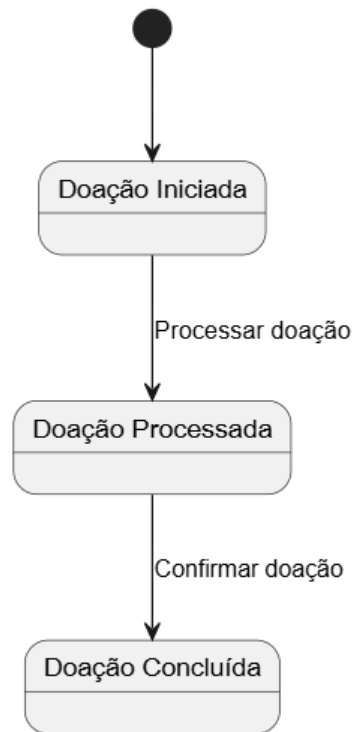 Doação Iniciada
Processar doação
Doação Processada
Confirmar doação
Doação Concluída